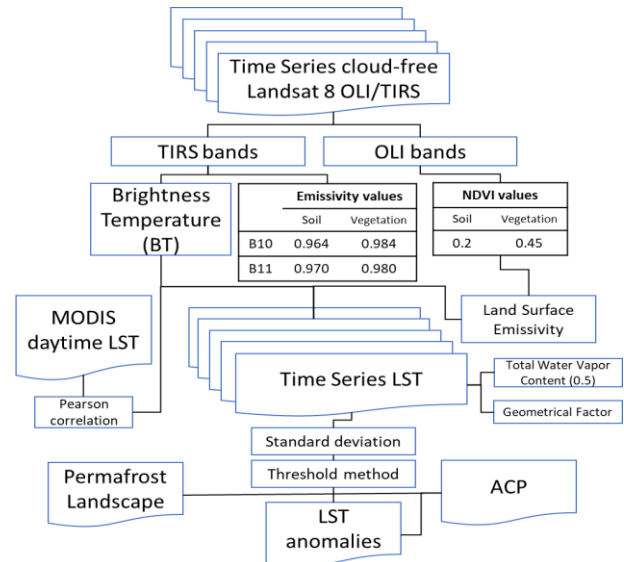 Time Series cloud-free
Landsat 8 OLI/TIRS
TIRS bands
OLI bands
Brightness
Temperature
(BT)
Emissivity values
Soil Vegetation
B10 0.964 0.984
B11 0.970 0.980
NDVI values
Soil Vegetation
0.2 0.45
MODIS
daytime LST
Land Surface
Emissivity
Time Series LST
Total Water Vapor
Content (0.5)
Geometrical Factor
Pearson
correlation
Standard deviation
Threshold method
Permafrost
Landscape
ACP
LST
anomalies